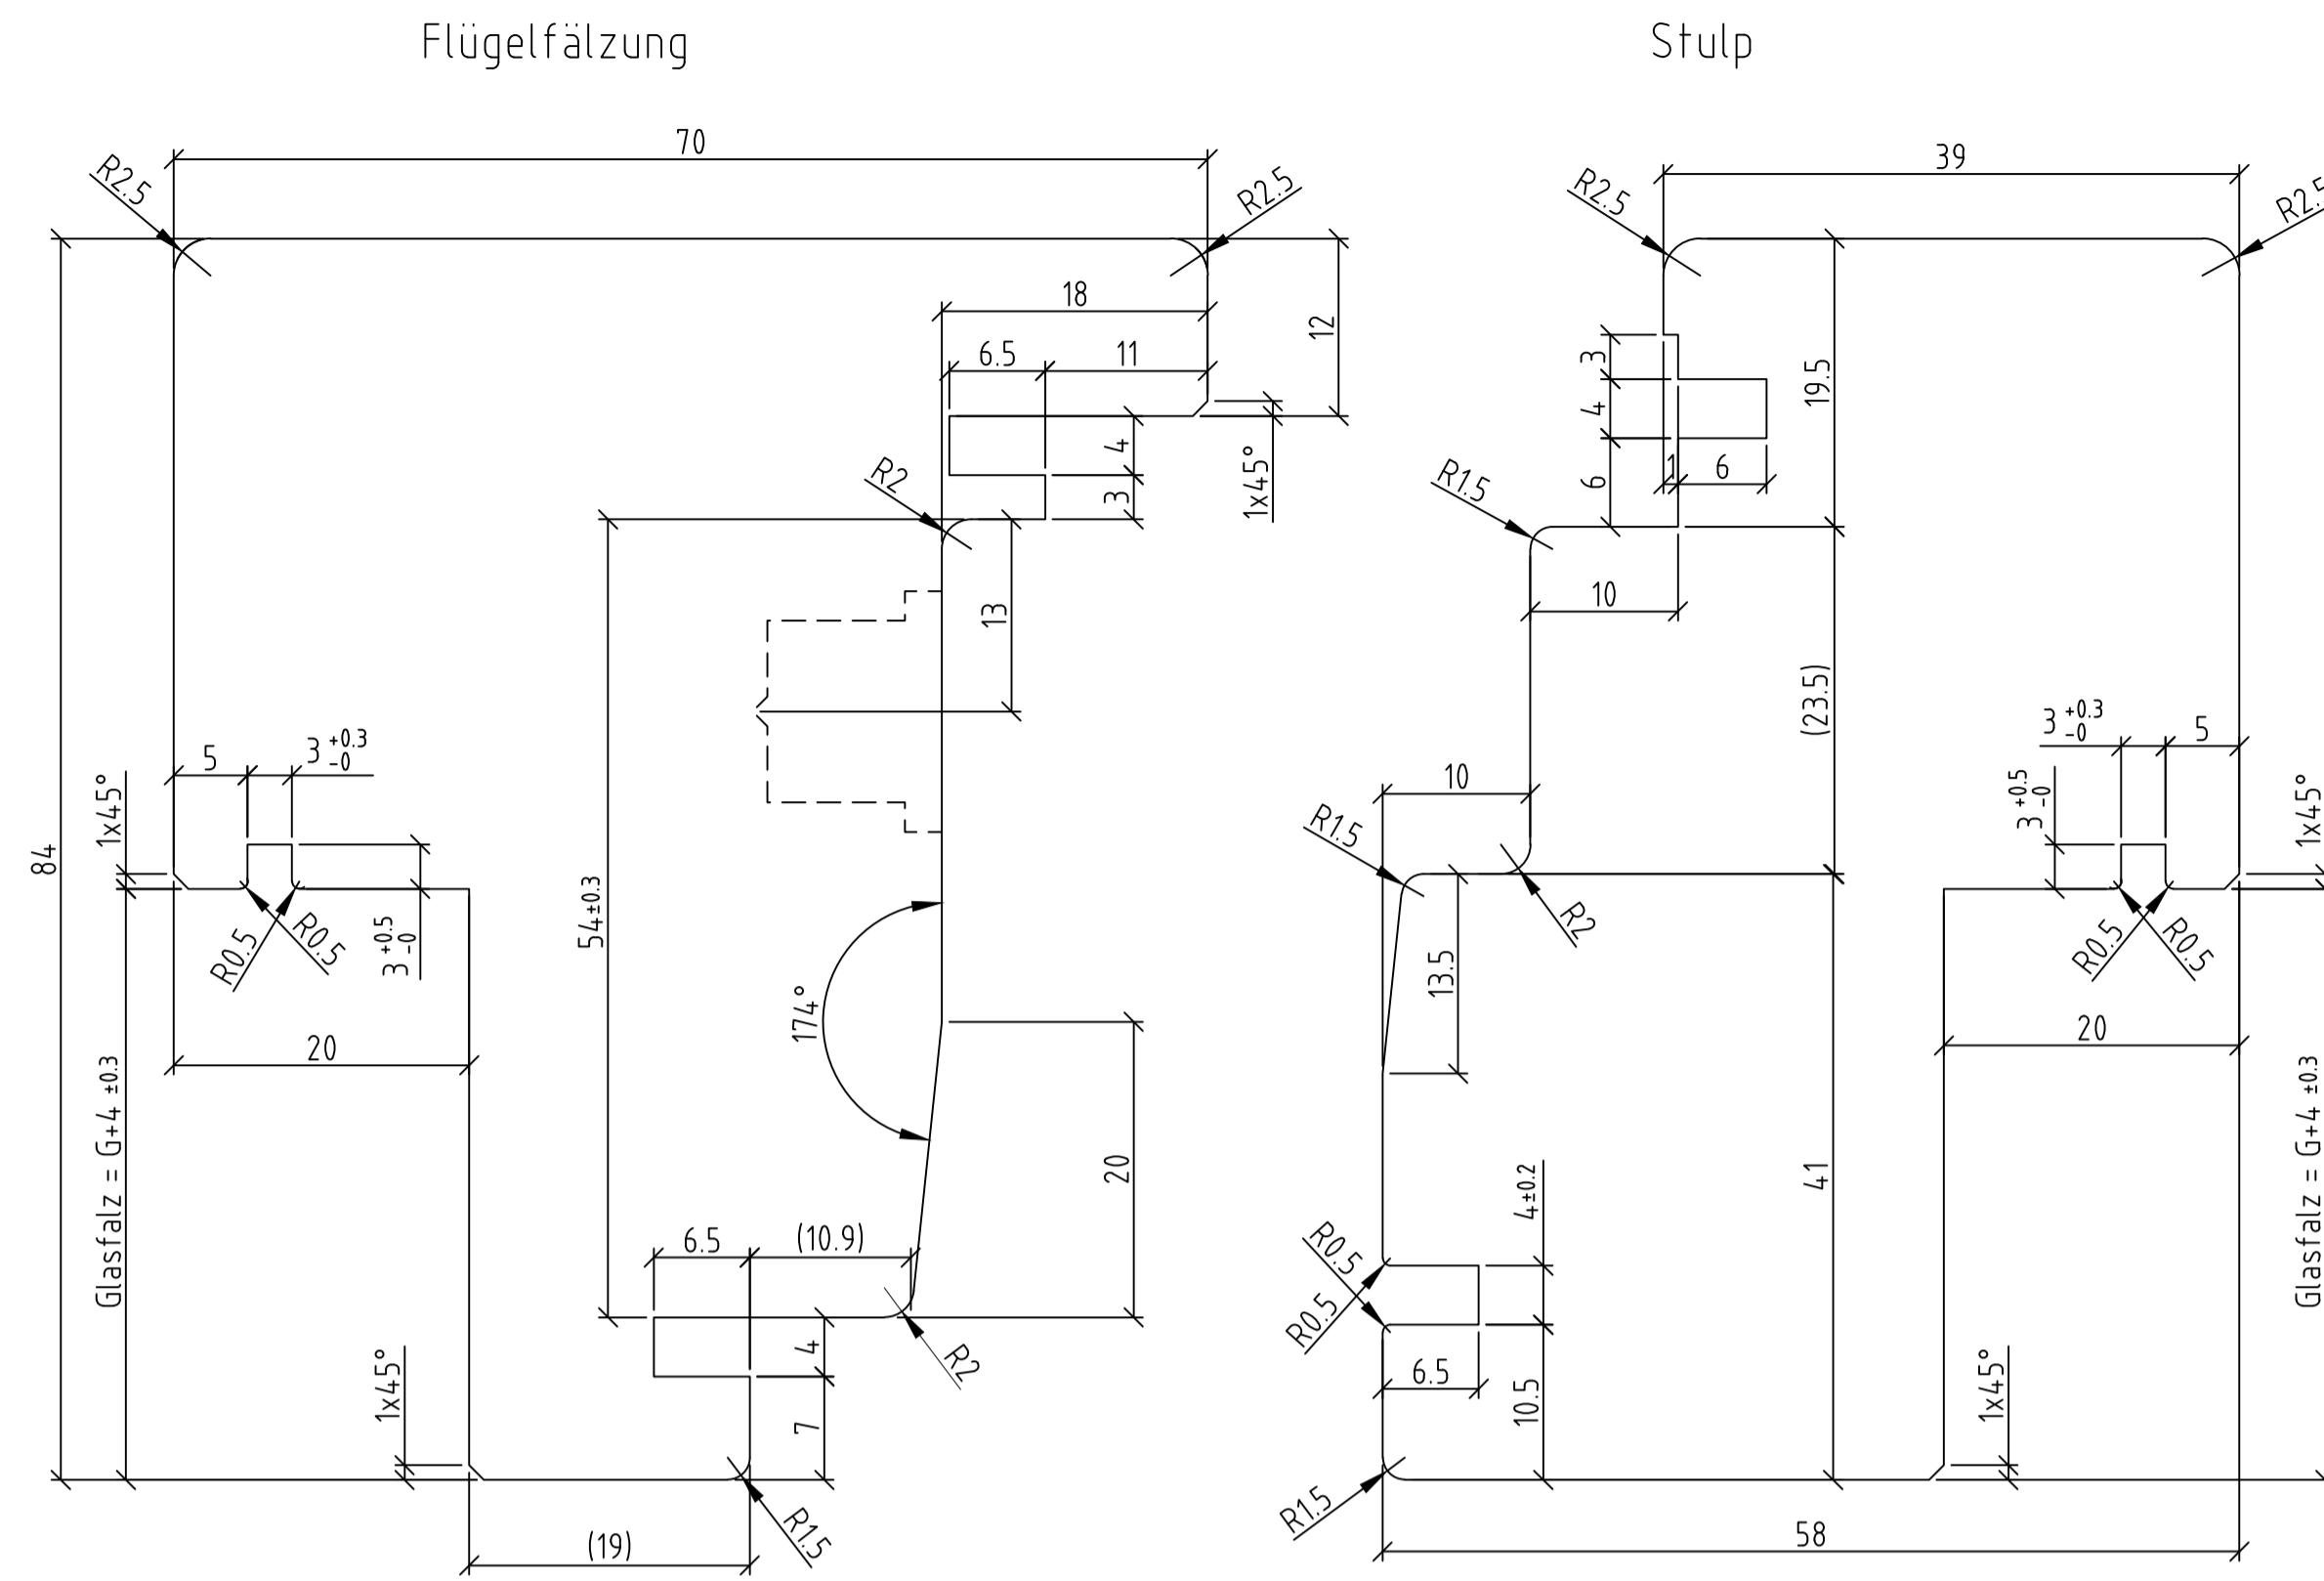 Flügelfälzung
Stulp
70
39
R2.5
R2.5
R2.5
R2.5
18
12
6.5
11
4
3
1x45°
R2
13
3
4
6
1
6
19.5
R1.5
10
(23.5)
84
1x45°
5
3 +0.3 -0
R0.5
R0.5
3 +0.5 -0
20
54±0.3
174°
20
10
R1.5
R2
13.5
3 +0.3 -0
5
3 +0.5 -0
1x45°
R0.5
R0.5
20
Glasfalz = G+4 ±0.3
6.5
(10.9)
4
7
R2
1x45°
(19)
R1.5
R0.5
R0.5
4±0.2
41
6.5
10.5
R1.5
1x45°
58
Glasfalz = G+4 ±0.3